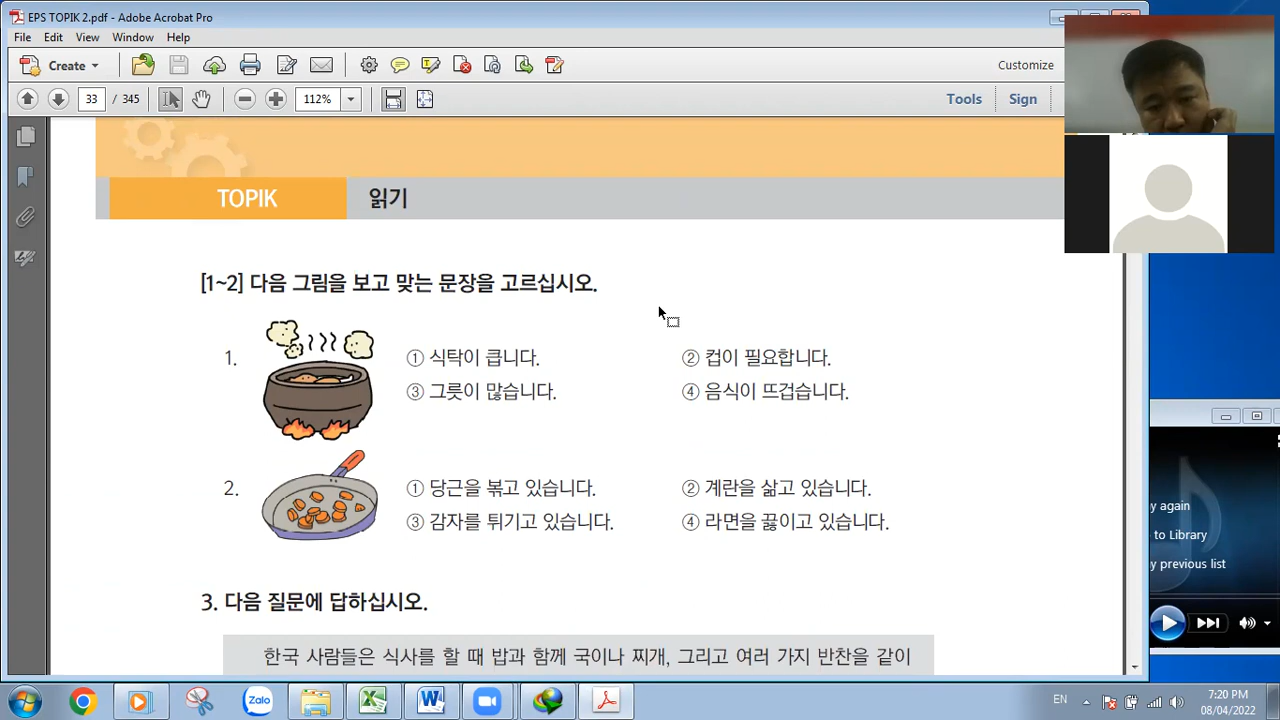 EPS TOPIK 2.pdf - Adobe Acrobat Pro
File Edit View Window Help
Create Customize
33 / 345 112% Tools Sign
TOPIK 읽기
[1~2] 다음 그림을 보고 맞는 문장을 고르십시오.
1. ① 식탁이 큽니다. ② 컵이 필요합니다.
③ 그릇이 많습니다. ④ 음식이 뜨겁습니다.
2. ① 당근을 볶고 있습니다. ② 계란을 삶고 있습니다.
③ 감자를 튀기고 있습니다. ④ 라면을 끓이고 있습니다.
3. 다음 질문에 답하십시오.
한국 사람들은 식사를 할 때 밥과 함께 국이나 찌개, 그리고 여러 가지 반찬을 같이
y again
to Library
y previous list
Zalo
EN 7:20 PM
08/04/2022